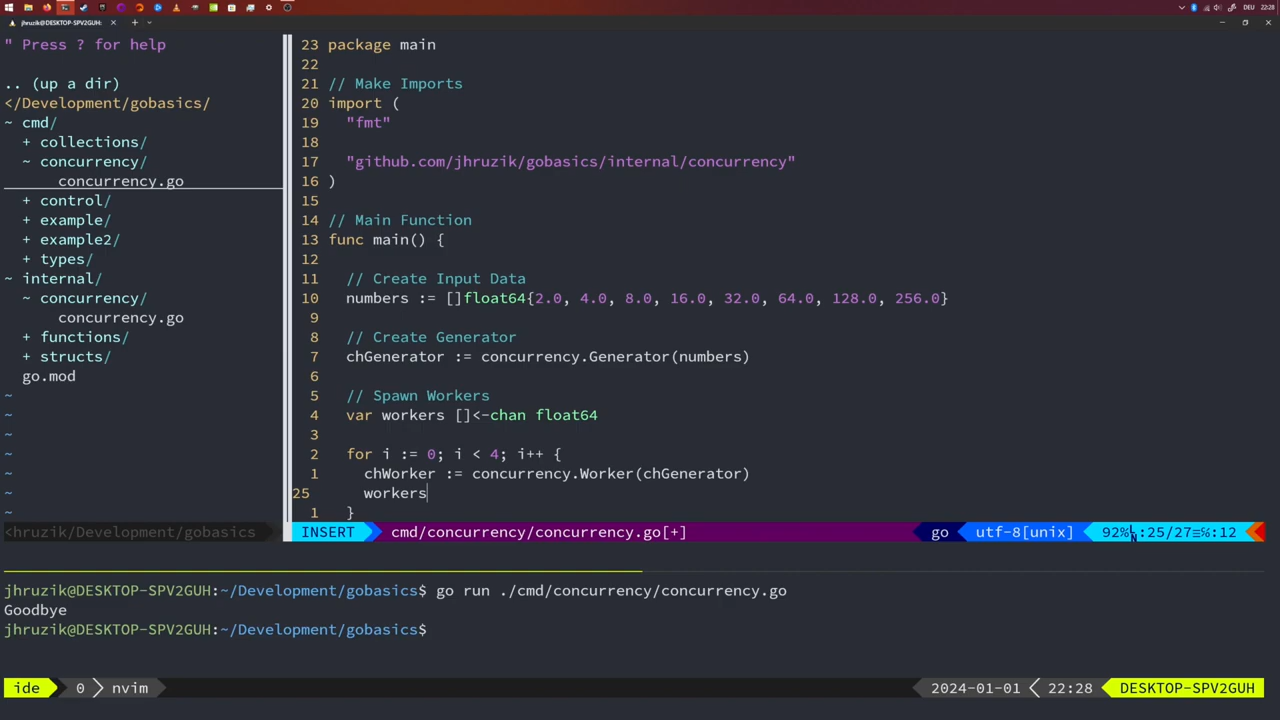 DEU 22:28
jhruzik@DESKTOP-SPV2GUH: ~
" Press ? for help
.. (up a dir)
</Development/gobasics/
~ cmd/
+ collections/
~ concurrency/
concurrency.go
+ control/
+ example/
+ example2/
+ types/
~ internal/
~ concurrency/
concurrency.go
+ functions/
+ structs/
go.mod
~
~
~
~
~
~
~
<hruzik/Development/gobasics
23 package main
22
21 // Make Imports
20 import (
19 "fmt"
18
17 "github.com/jhruzik/gobasics/internal/concurrency"
16 )
15
14 // Main Function
13 func main() {
12
11 // Create Input Data
10 numbers := []float64{2.0, 4.0, 8.0, 16.0, 32.0, 64.0, 128.0, 256.0}
9
8 // Create Generator
7 chGenerator := concurrency.Generator(numbers)
6
5 // Spawn Workers
4 var workers []<-chan float64
3
2 for i := 0; i < 4; i++ {
1 chWorker := concurrency.Worker(chGenerator)
25 workers
1 }
INSERT cmd/concurrency/concurrency.go[+] go utf-8[unix] 92% :25/27≡℅:12
jhruzik@DESKTOP-SPV2GUH:~/Development/gobasics$ go run ./cmd/concurrency/concurrency.go
Goodbye
jhruzik@DESKTOP-SPV2GUH:~/Development/gobasics$
ide 0 nvim 2024-01-01 22:28 DESKTOP-SPV2GUH